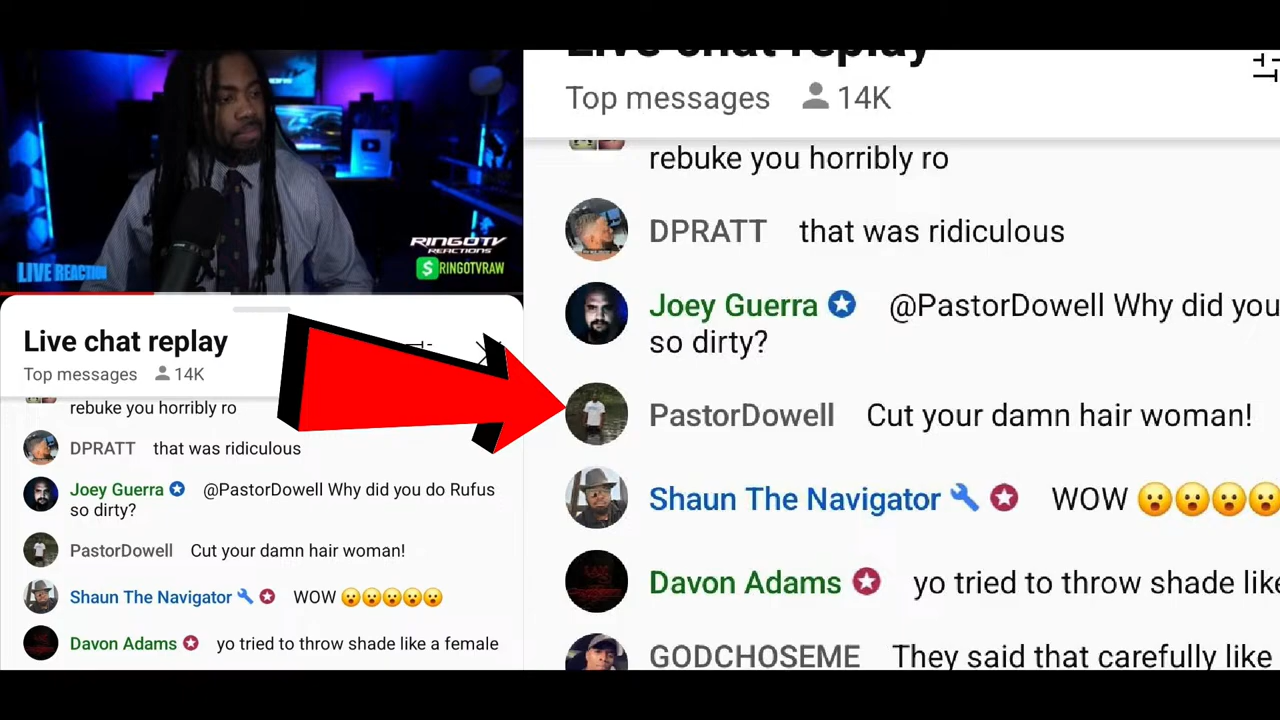 RINGOTV
REACTIONS
LIVE REACTION
$ RINGOTVRAW
Live chat replay
Top messages 14K
rebuke you horribly ro
DPRATT that was ridiculous
Joey Guerra @PastorDowell Why did you do Rufus
so dirty?
PastorDowell Cut your damn hair woman!
Shaun The Navigator WOW 😮😮😮😮😮
Davon Adams yo tried to throw shade like a female
Live chat replay
Top messages 14K
rebuke you horribly ro
DPRATT that was ridiculous
Joey Guerra @PastorDowell Why did you
so dirty?
PastorDowell Cut your damn hair woman!
Shaun The Navigator WOW 😮😮😮😮
Davon Adams yo tried to throw shade like
GODCHOSEME They said that carefully like